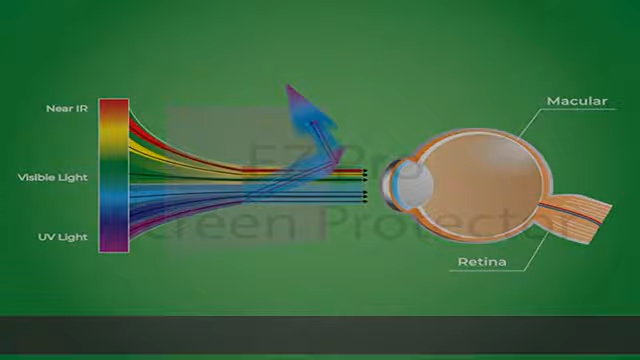 Near IR
Macular
EZ Pro
Visible Light
Screen Protector
UV Light
Retina